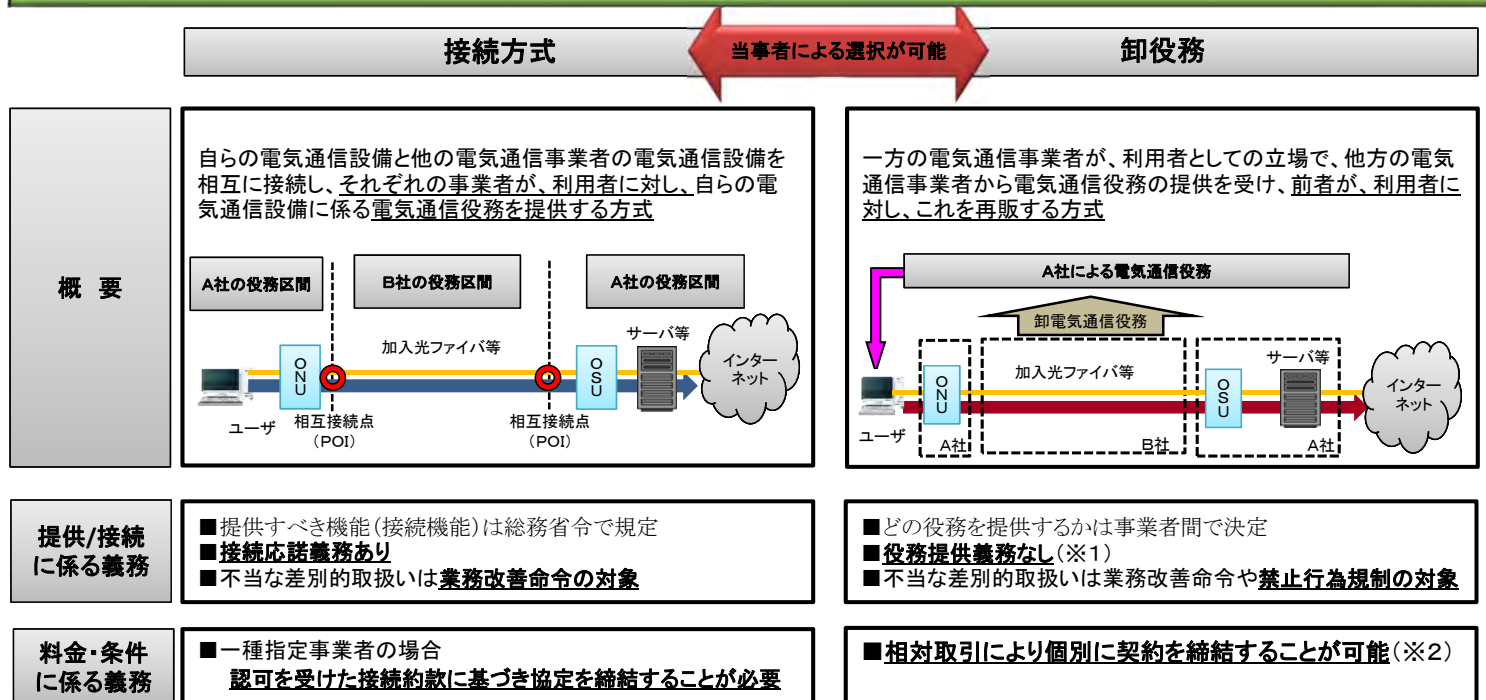 接続方式
当事者による選択が可能
卸役務
概 要
自らの電気通信設備と他の電気通信事業者の電気通信設備を
相互に接続し、それぞれの事業者が、利用者に対し、自らの電
気通信設備に係る電気通信役務を提供する方式
A社の役務区間
B社の役務区間
A社の役務区間
サーバ等
加入光ファイバ等
ONU
OSU
インター
ネット
ユーザ
相互接続点
(POI)
相互接続点
(POI)
一方の電気通信事業者が、利用者としての立場で、他方の電気
通信事業者から電気通信役務の提供を受け、前者が、利用者に
対し、これを再販する方式
A社による電気通信役務
卸電気通信役務
サーバ等
加入光ファイバ等
ONU
OSU
インター
ネット
ユーザ
A社
B社
A社
提供/接続
に係る義務
■提供すべき機能(接続機能)は総務省令で規定
■接続応諾義務あり
■不当な差別的取扱いは業務改善命令の対象
■どの役務を提供するかは事業者間で決定
■役務提供義務なし(※1)
■不当な差別的取扱いは業務改善命令や禁止行為規制の対象
料金・条件
に係る義務
■一種指定事業者の場合
認可を受けた接続約款に基づき協定を締結することが必要
■相対取引により個別に契約を締結することが可能(※2)